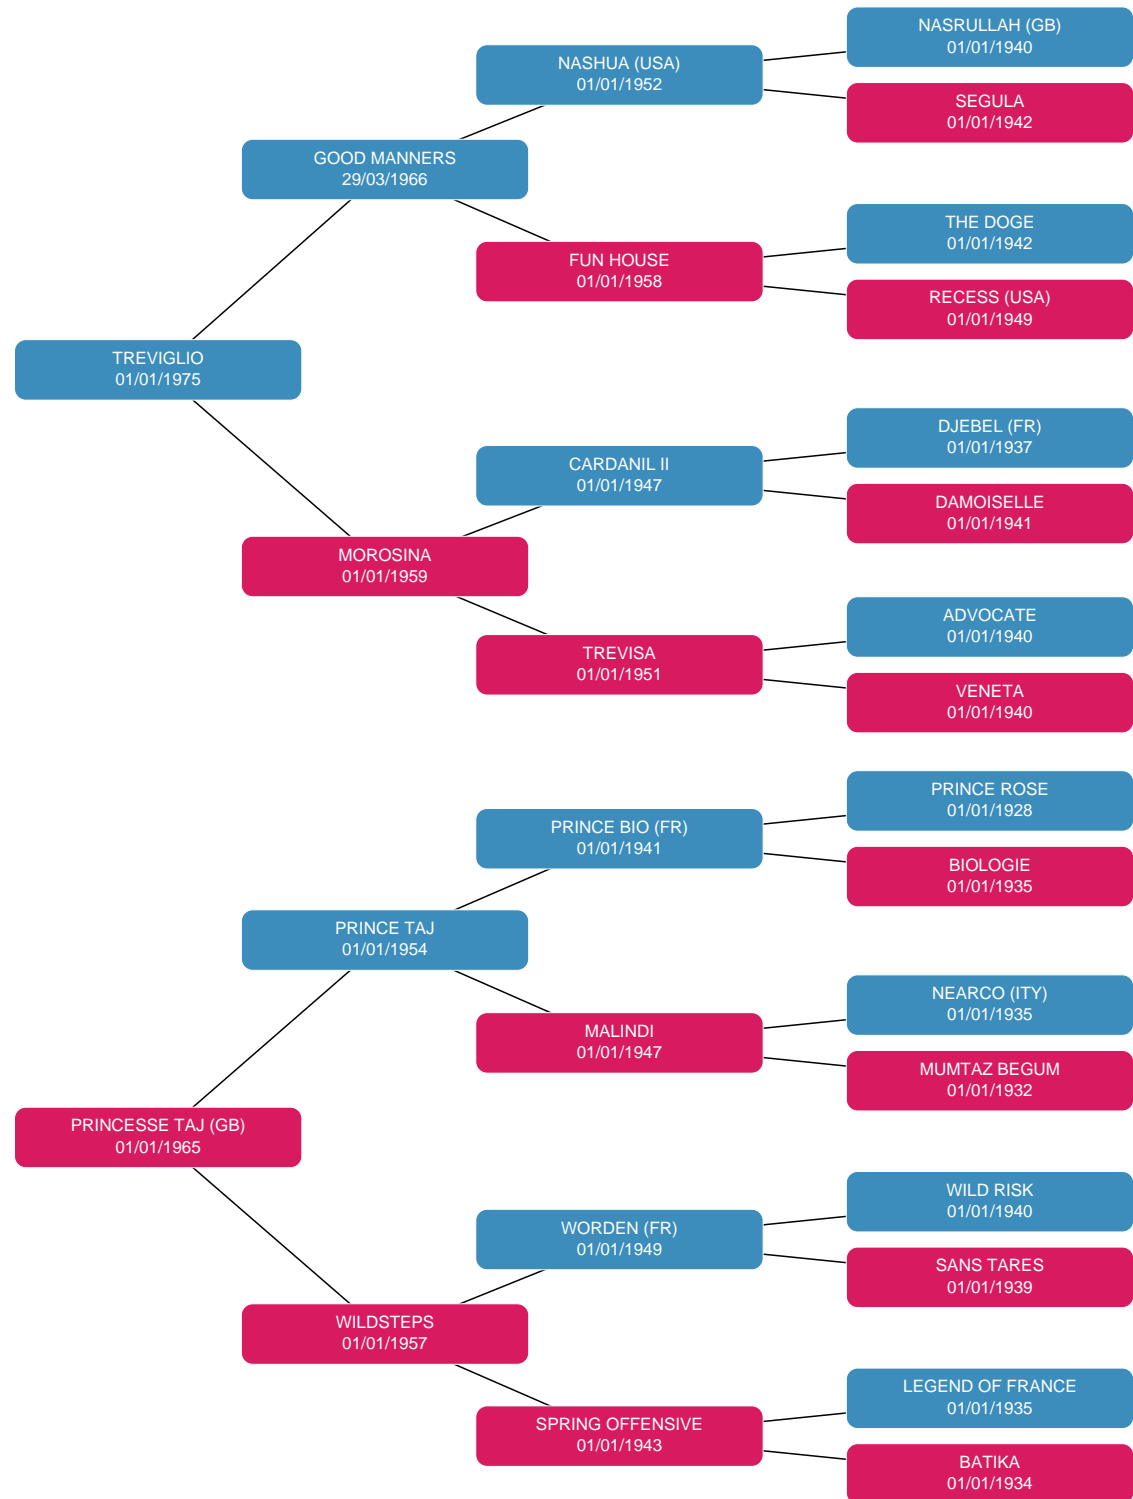 NASRULLAH (GB)
01/01/1940
NASHUA (USA)
01/01/1952
SEGULA
01/01/1942
GOOD MANNERS
29/03/1966
THE DOGE
01/01/1942
FUN HOUSE
01/01/1958
RECESS (USA)
01/01/1949
TREVIGLIO
01/01/1975
DJEBEL (FR)
01/01/1937
CARDANIL II
01/01/1947
DAMOISELLE
01/01/1941
MOROSINA
01/01/1959
ADVOCATE
01/01/1940
TREVISA
01/01/1951
VENETA
01/01/1940
PRINCE ROSE
01/01/1928
PRINCE BIO (FR)
01/01/1941
BIOLOGIE
01/01/1935
PRINCE TAJ
01/01/1954
NEARCO (ITY)
01/01/1935
MALINDI
01/01/1947
MUMTAZ BEGUM
01/01/1932
PRINCESSE TAJ (GB)
01/01/1965
WILD RISK
01/01/1940
WORDEN (FR)
01/01/1949
SANS TARES
01/01/1939
WILDSTEPS
01/01/1957
LEGEND OF FRANCE
01/01/1935
SPRING OFFENSIVE
01/01/1943
BATIKA
01/01/1934